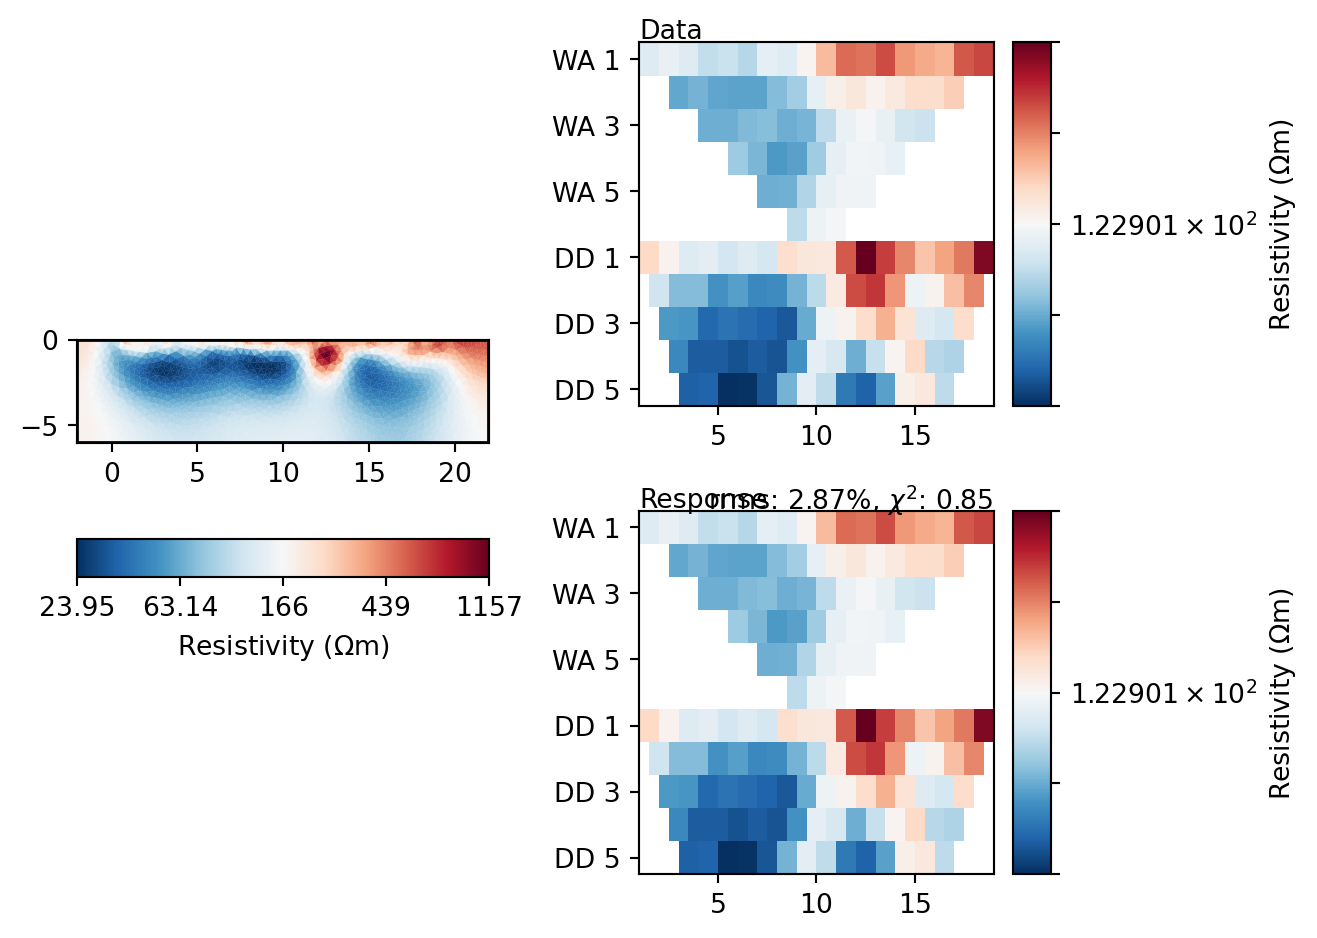 0
−5
0 5 10 15 20
23.95 63.14 166 439 1157
Resistivity (Ωm)
Data
WA 1
WA 3
WA 5
DD 1
DD 3
DD 5
5 10 15
1.22901 × 10²
Resistivity (Ωm)
Response
rrms: 2.87%, χ²: 0.85
WA 1
WA 3
WA 5
DD 1
DD 3
DD 5
5 10 15
1.22901 × 10²
Resistivity (Ωm)